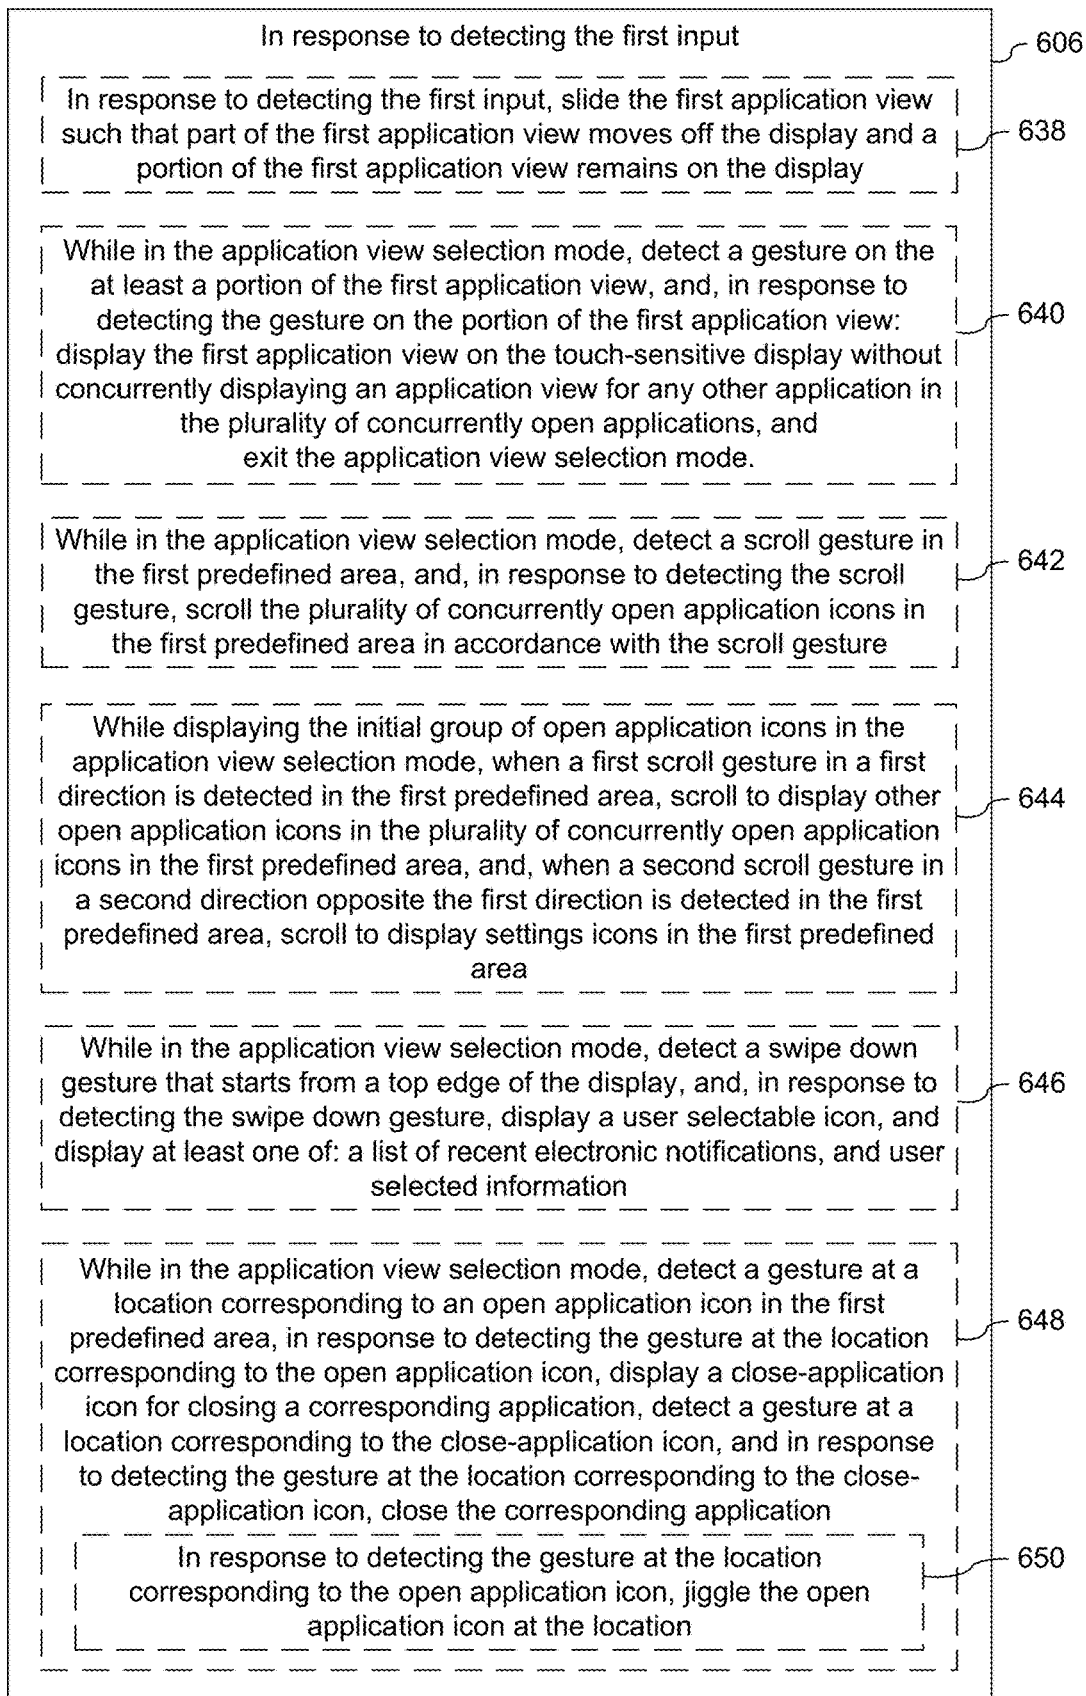 In response to detecting the first input
606
In response to detecting the first input, slide the first application view
such that part of the first application view moves off the display and a
portion of the first application view remains on the display
638
While in the application view selection mode, detect a gesture on the
at least a portion of the first application view, and, in response to
detecting the gesture on the portion of the first application view:
display the first application view on the touch-sensitive display without
concurrently displaying an application view for any other application in
the plurality of concurrently open applications, and
exit the application view selection mode.
640
While in the application view selection mode, detect a scroll gesture in
the first predefined area, and, in response to detecting the scroll
gesture, scroll the plurality of concurrently open application icons in
the first predefined area in accordance with the scroll gesture
642
While displaying the initial group of open application icons in the
application view selection mode, when a first scroll gesture in a first
direction is detected in the first predefined area, scroll to display other
open application icons in the plurality of concurrently open application
icons in the first predefined area, and, when a second scroll gesture in
a second direction opposite the first direction is detected in the first
predefined area, scroll to display settings icons in the first predefined
area
644
While in the application view selection mode, detect a swipe down
gesture that starts from a top edge of the display, and, in response to
detecting the swipe down gesture, display a user selectable icon, and
display at least one of: a list of recent electronic notifications, and user
selected information
646
While in the application view selection mode, detect a gesture at a
location corresponding to an open application icon in the first
predefined area, in response to detecting the gesture at the location
corresponding to the open application icon, display a close-application
icon for closing a corresponding application, detect a gesture at a
location corresponding to the close-application icon, and in response
to detecting the gesture at the location corresponding to the close-
application icon, close the corresponding application
648
In response to detecting the gesture at the location
corresponding to the open application icon, jiggle the open
application icon at the location
650